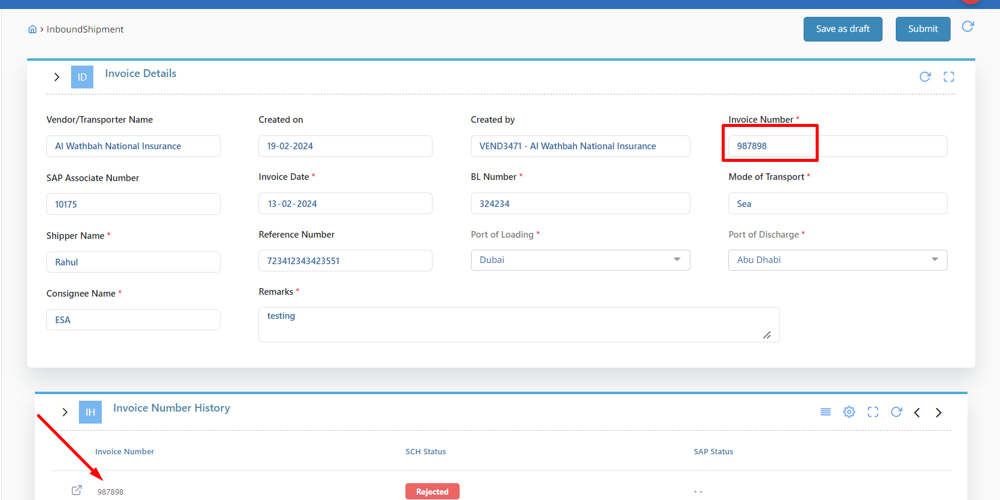 InboundShipment
Save as draft
Submit
ID
Invoice Details
Vendor/Transporter Name
Created on
Created by
Invoice Number *
Al Wathbah National Insurance
19-02-2024
VEND3471 - Al Wathbah National Insurance
987898
SAP Associate Number
Invoice Date *
BL Number *
Mode of Transport *
10175
13-02-2024
324234
Sea
Shipper Name *
Reference Number
Port of Loading *
Port of Discharge *
Rahul
723412343423551
Dubai
Abu Dhabi
Consignee Name *
Remarks *
ESA
testing
IH
Invoice Number History
Invoice Number
SCH Status
SAP Status
987898
Rejected
--